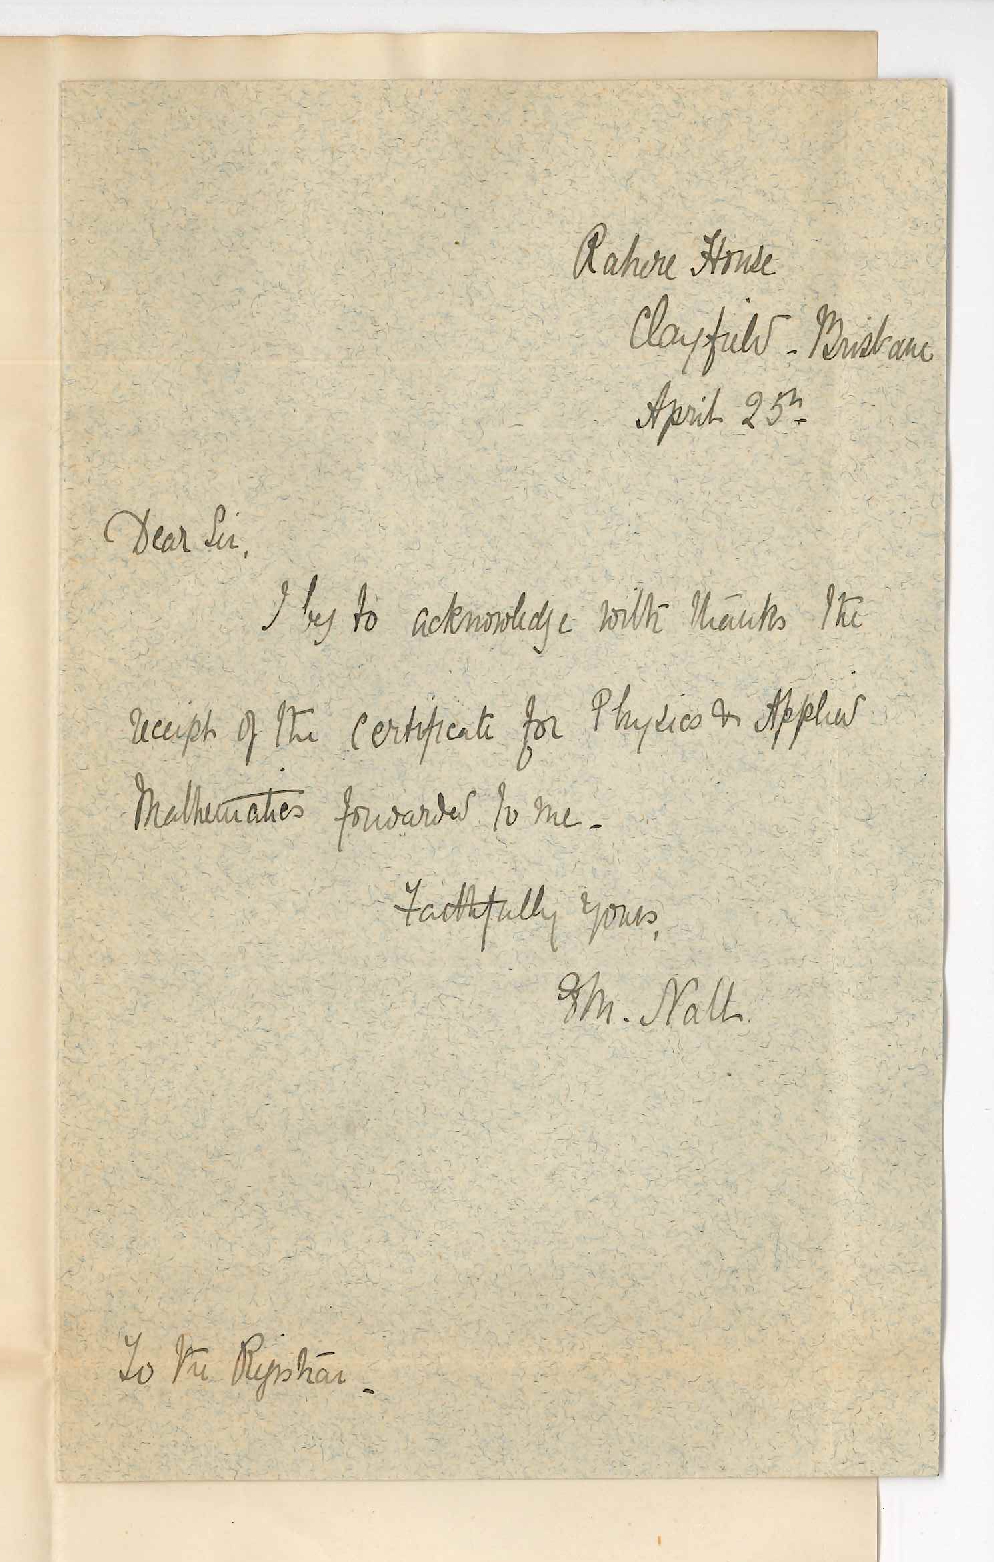 Rahere House
Clayfield - Brisbane
April 25th
Dear Sir,
I beg to acknowledge with thanks the
receipt of the certificate for Physics & Applied
Mathematics forwarded to me -
Faithfully yours,
M. Nall.
To the Registrar -